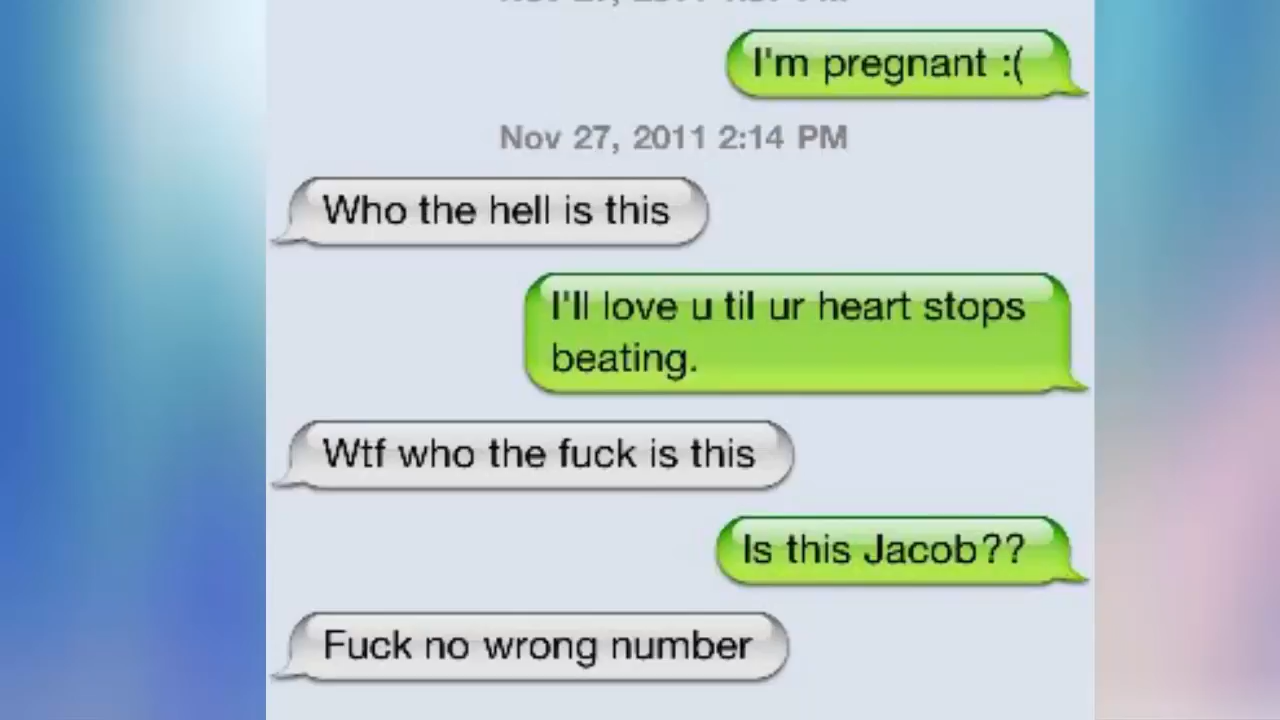 I'm pregnant :(
Nov 27, 2011 2:14 PM
Who the hell is this
I'll love u til ur heart stops
beating.
Wtf who the fuck is this
Is this Jacob??
Fuck no wrong number